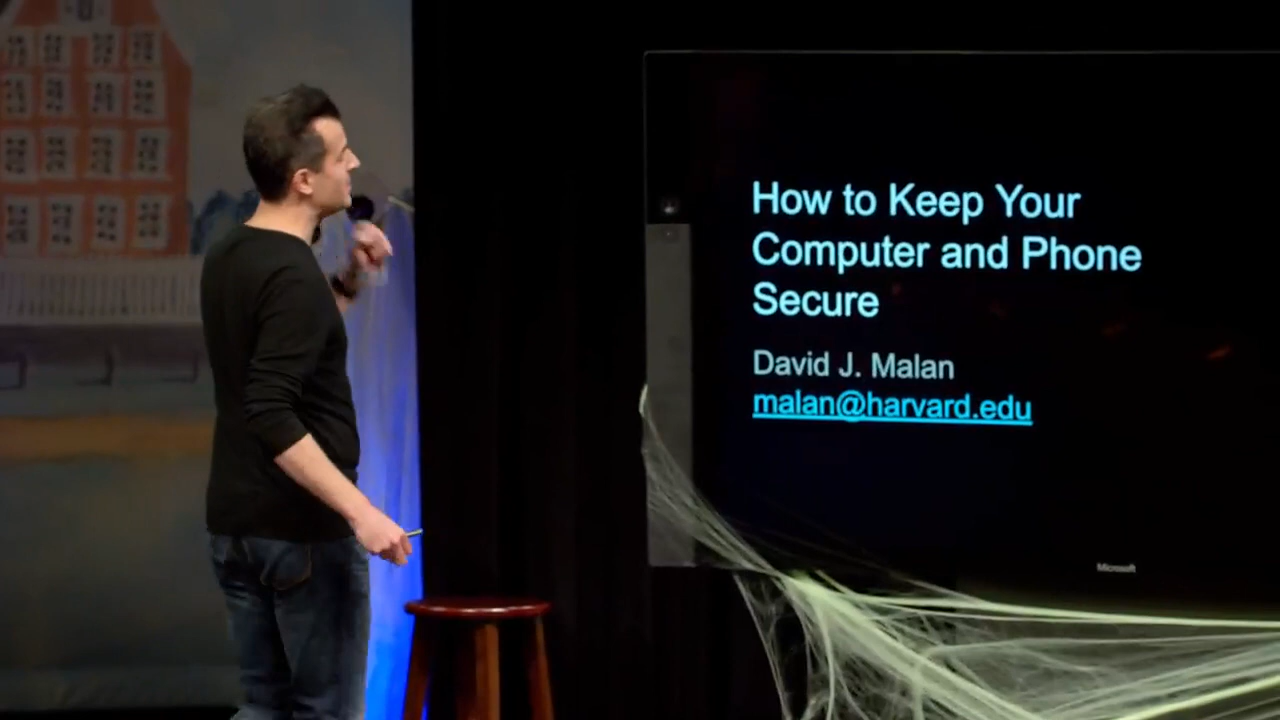 How to Keep Your
Computer and Phone
Secure
David J. Malan
malan@harvard.edu
Microsoft